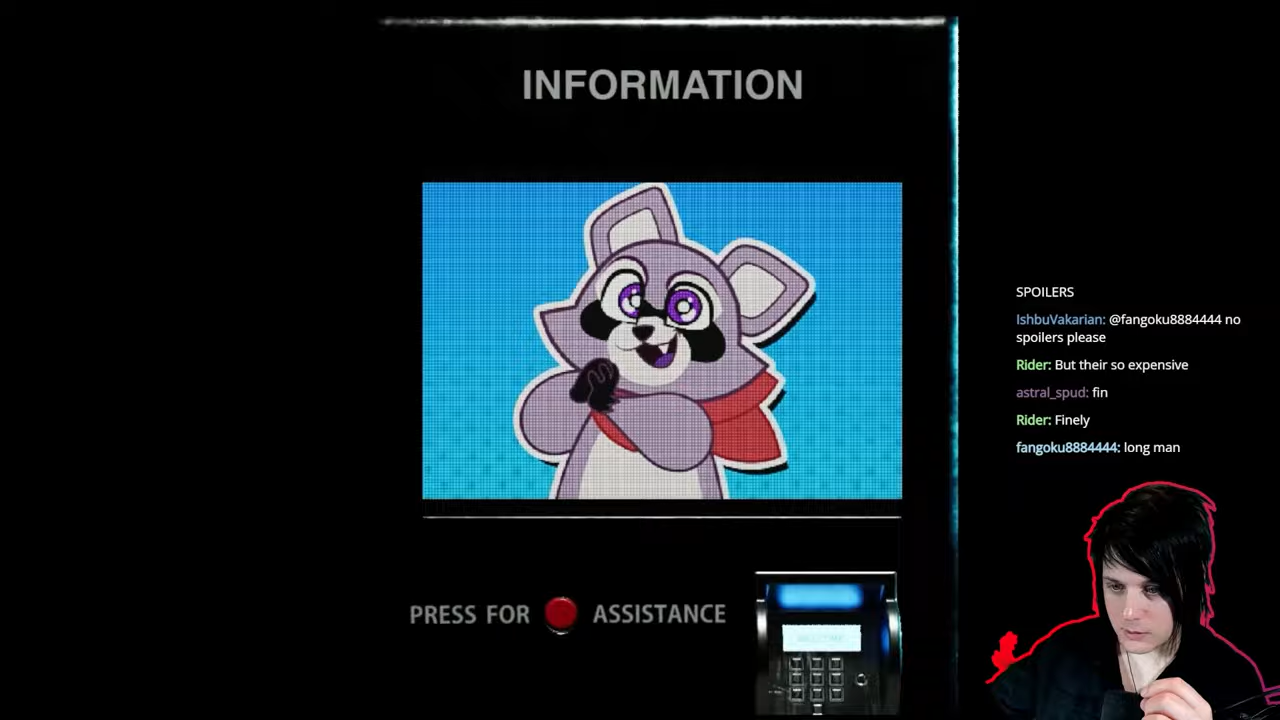 INFORMATION
PRESS FOR ASSISTANCE
WELCOME
SPOILERS
IshbuVakarian: @fangoku8884444 no
spoilers please
Rider: But their so expensive
astral_spud: fin
Rider: Finely
fangoku8884444: long man